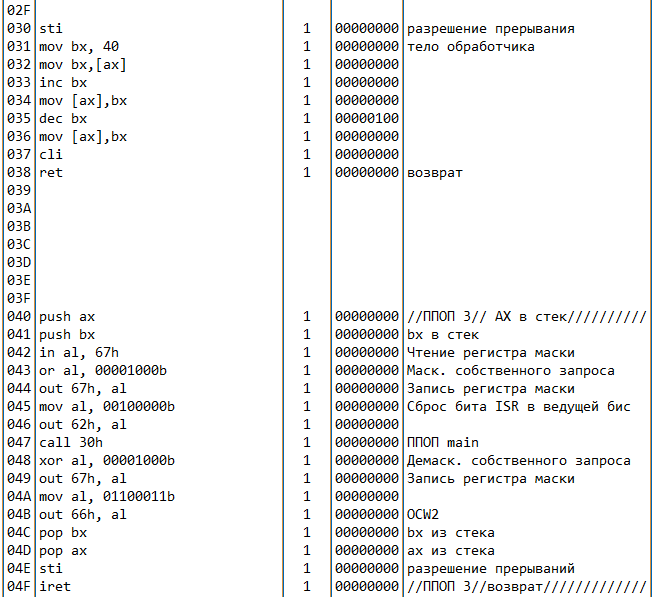 02F
030 sti 1 00000000 разрешение прерывания
031 mov bx, 40 1 00000000 тело обработчика
032 mov bx,[ax] 1 00000000
033 inc bx 1 00000000
034 mov [ax],bx 1 00000000
035 dec bx 1 00000100
036 mov [ax],bx 1 00000000
037 cli 1 00000000
038 ret 1 00000000 возврат
039
03A
03B
03C
03D
03E
03F
040 push ax 1 00000000 //ППОП 3// AX в стек//////////
041 push bx 1 00000000 bx в стек
042 in al, 67h 1 00000000 Чтение регистра маски
043 or al, 00001000b 1 00000000 Маск. собственного запроса
044 out 67h, al 1 00000000 Запись регистра маски
045 mov al, 00100000b 1 00000000 Сброс бита ISR в ведущей бис
046 out 62h, al 1 00000000
047 call 30h 1 00000000 ППОП main
048 xor al, 00001000b 1 00000000 Демаск. собственного запроса
049 out 67h, al 1 00000000 Запись регистра маски
04A mov al, 01100011b 1 00000000
04B out 66h, al 1 00000000 OCW2
04C pop bx 1 00000000 bx из стека
04D pop ax 1 00000000 ax из стека
04E sti 1 00000000 разрешение прерываний
04F iret 1 00000000 //ППОП 3//возврат/////////////